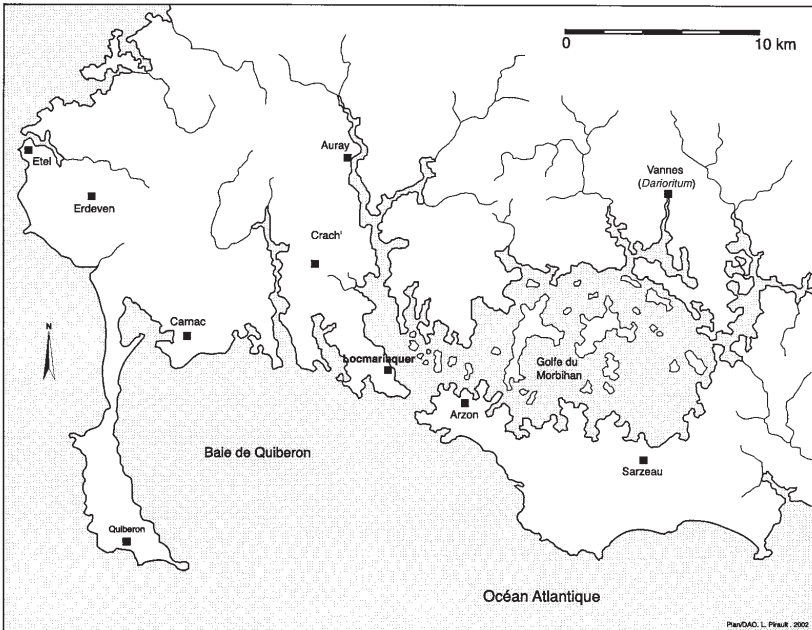 0 10 km
Auray
Vannes
(Darioritum)
Etel
Erdeven
Crach'
N
Carnac
Locmariaquer
Golfe du
Morbihan
Arzon
Baie de Quiberon
Sarzeau
Quiberon
Océan Atlantique
Plan/DAO, L. Pirault . 2002